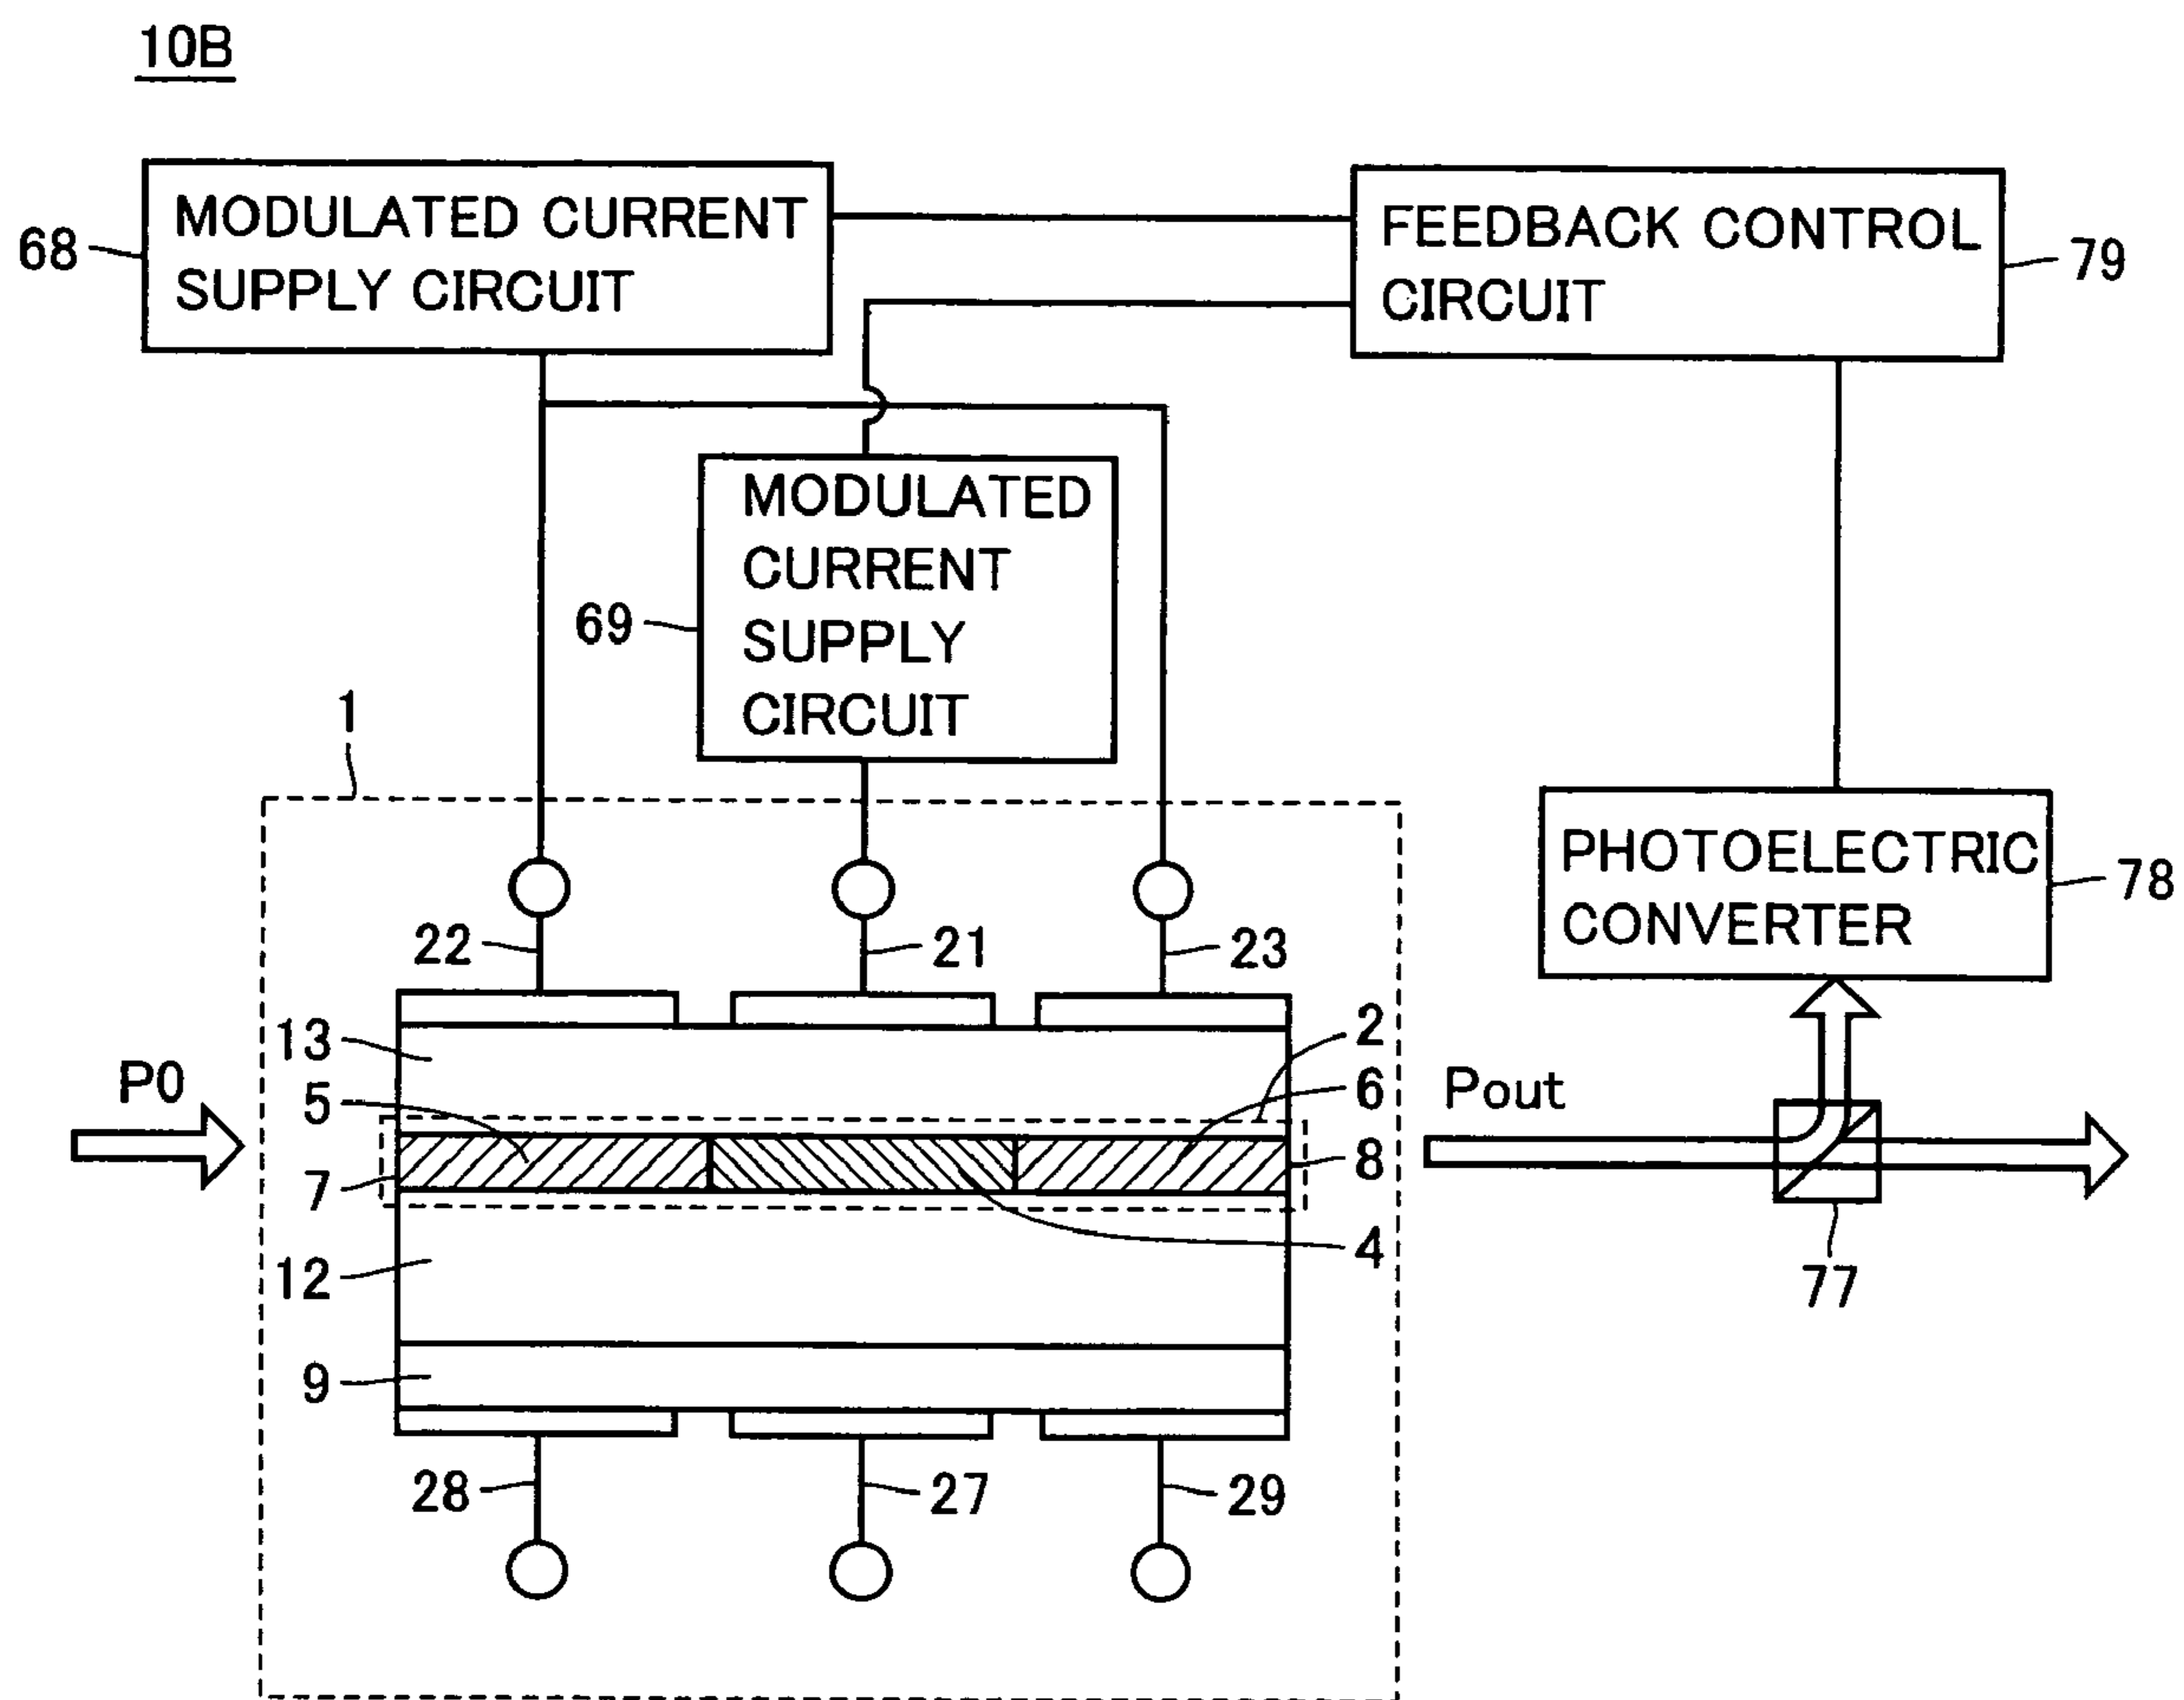 10B
MODULATED CURRENT
SUPPLY CIRCUIT
68
FEEDBACK CONTROL
CIRCUIT
79
MODULATED
CURRENT
SUPPLY
CIRCUIT
69
1
PHOTOELECTRIC
CONVERTER
78
22
21
23
13
2
P0
5
6
Pout
7
8
12
4
77
9
28
27
29